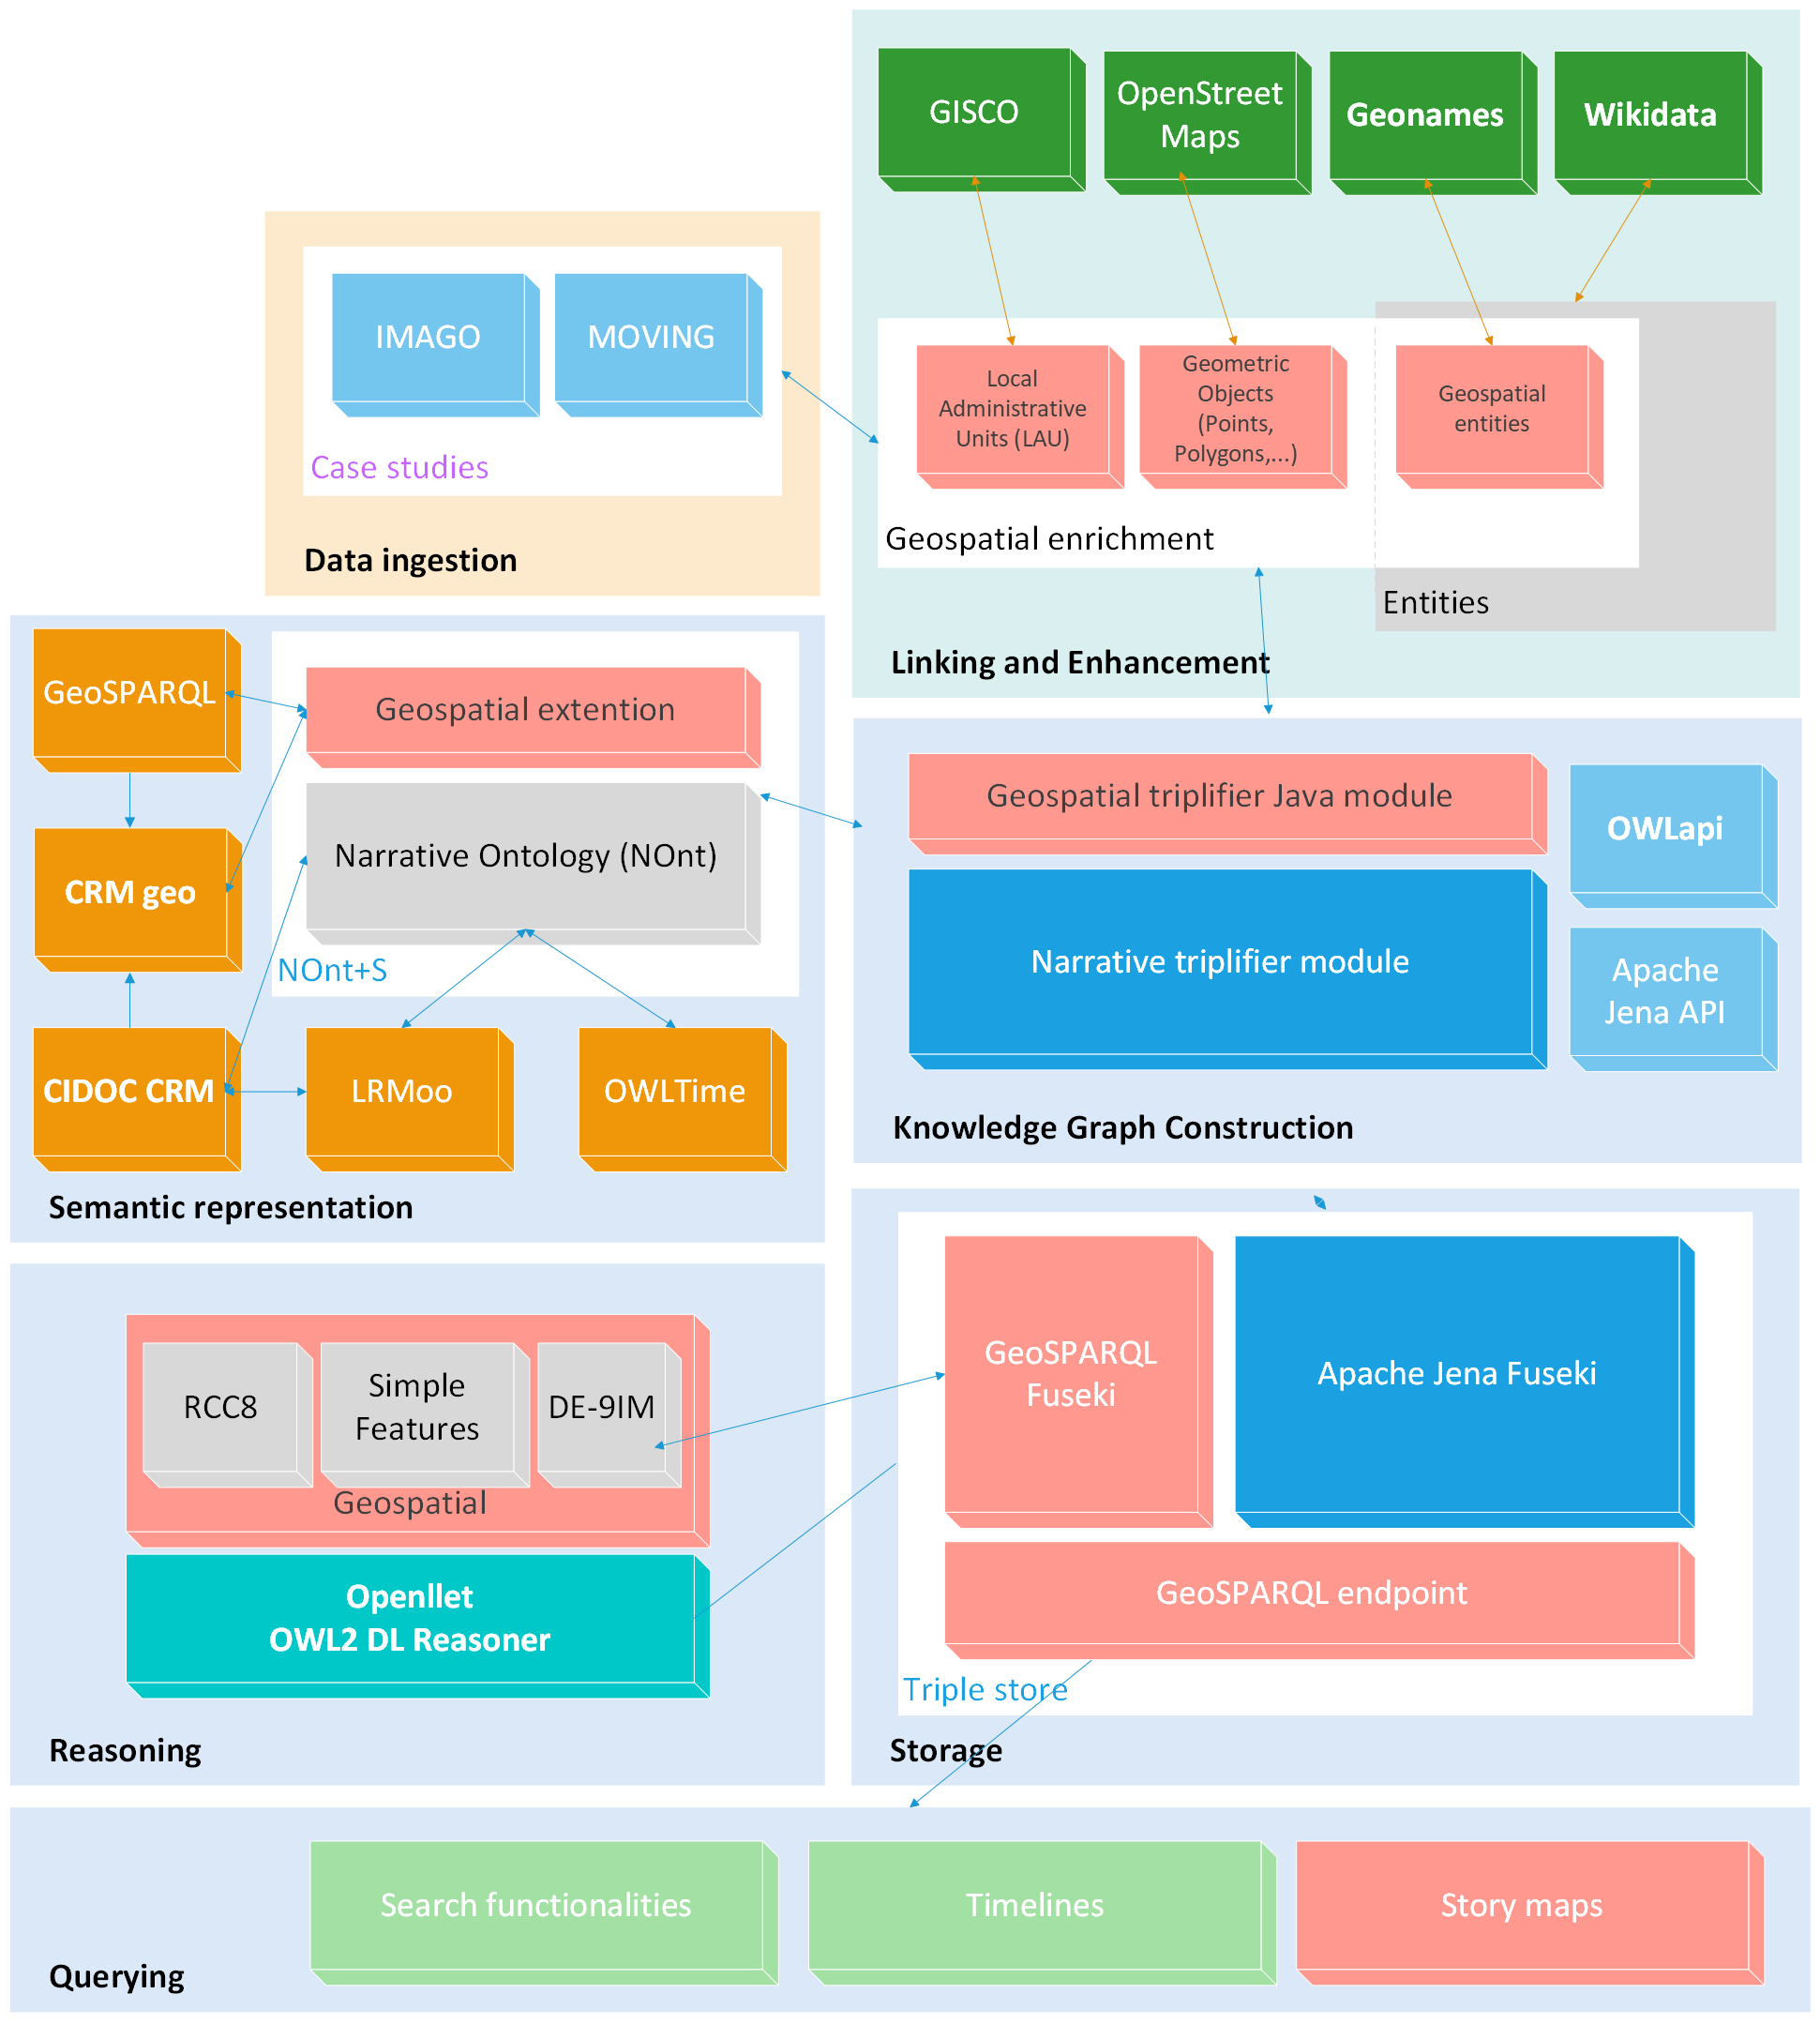 GISCO
OpenStreet
Maps
Geonames
Wikidata
IMAGO
MOVING
Case studies
Data ingestion
Local
Administrative
Units (LAU)
Geometric
Objects
(Points,
Polygons,...)
Geospatial
entities
Geospatial enrichment
Entities
Linking and Enhancement
GeoSPARQL
Geospatial extention
CRM geo
Narrative Ontology (NOnt)
NOnt+S
CIDOC CRM
LRMoo
OWLTime
Semantic representation
Geospatial triplifier Java module
OWLapi
Narrative triplifier module
Apache
Jena API
Knowledge Graph Construction
RCC8
Simple
Features
DE-9IM
Geospatial
Openllet
OWL2 DL Reasoner
Reasoning
GeoSPARQL
Fuseki
Apache Jena Fuseki
GeoSPARQL endpoint
Triple store
Storage
Search functionalities
Timelines
Story maps
Querying